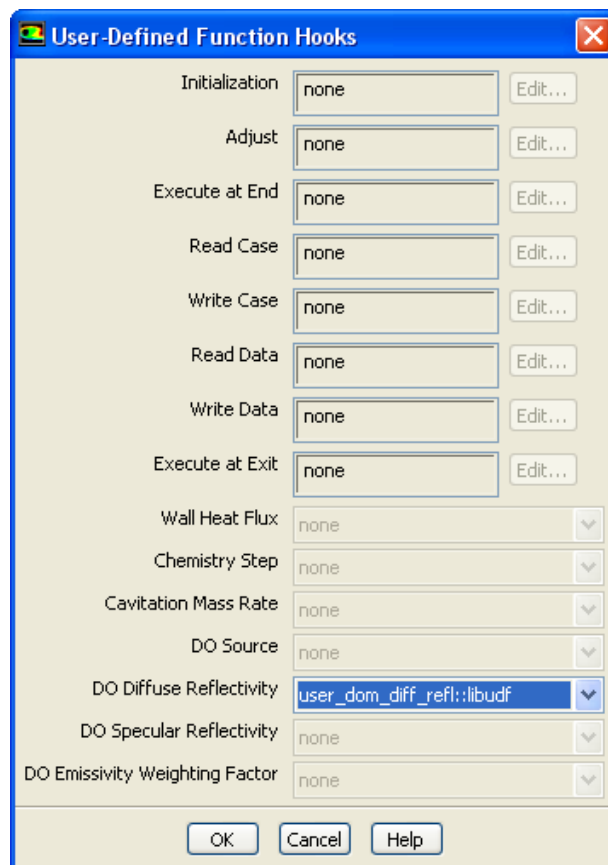 User-Defined Function Hooks
Initialization none Edit...
Adjust none Edit...
Execute at End none Edit...
Read Case none Edit...
Write Case none Edit...
Read Data none Edit...
Write Data none Edit...
Execute at Exit none Edit...
Wall Heat Flux none
Chemistry Step none
Cavitation Mass Rate none
DO Source none
DO Diffuse Reflectivity user_dom_diff_refl::libudf
DO Specular Reflectivity none
DO Emissivity Weighting Factor none
OK Cancel Help